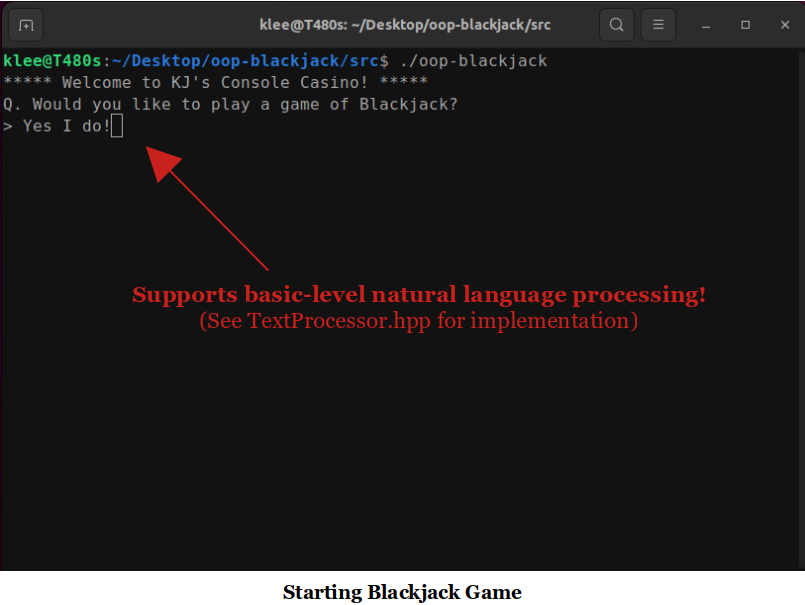 klee@T480s: ~/Desktop/oop-blackjack/src
klee@T480s:~/Desktop/oop-blackjack/src$ ./oop-blackjack
***** Welcome to KJ's Console Casino! *****
Q. Would you like to play a game of Blackjack?
> Yes I do!
Supports basic-level natural language processing!
(See TextProcessor.hpp for implementation)
Starting Blackjack Game